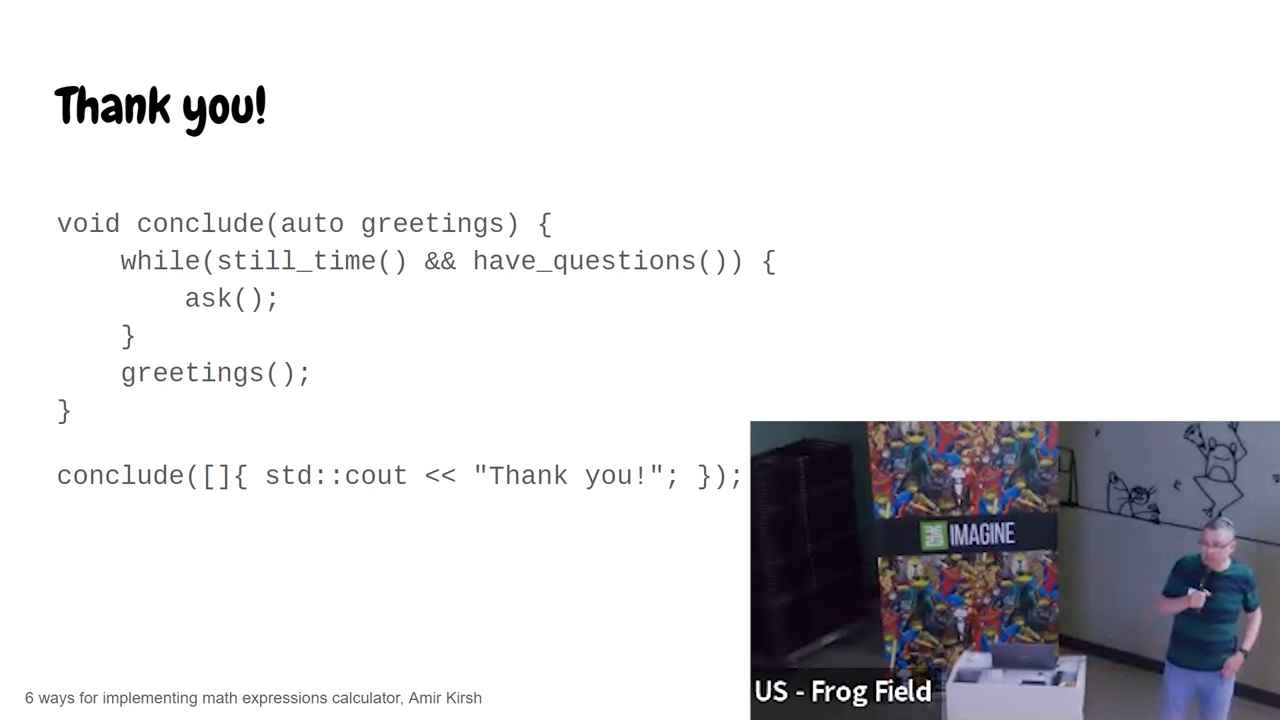 Thank you!
void conclude(auto greetings) {
    while(still_time() && have_questions()) {
        ask();
    }
    greetings();
}
conclude([]{ std::cout << "Thank you!"; });
IMAGINE
US - Frog Field
6 ways for implementing math expressions calculator, Amir Kirsh